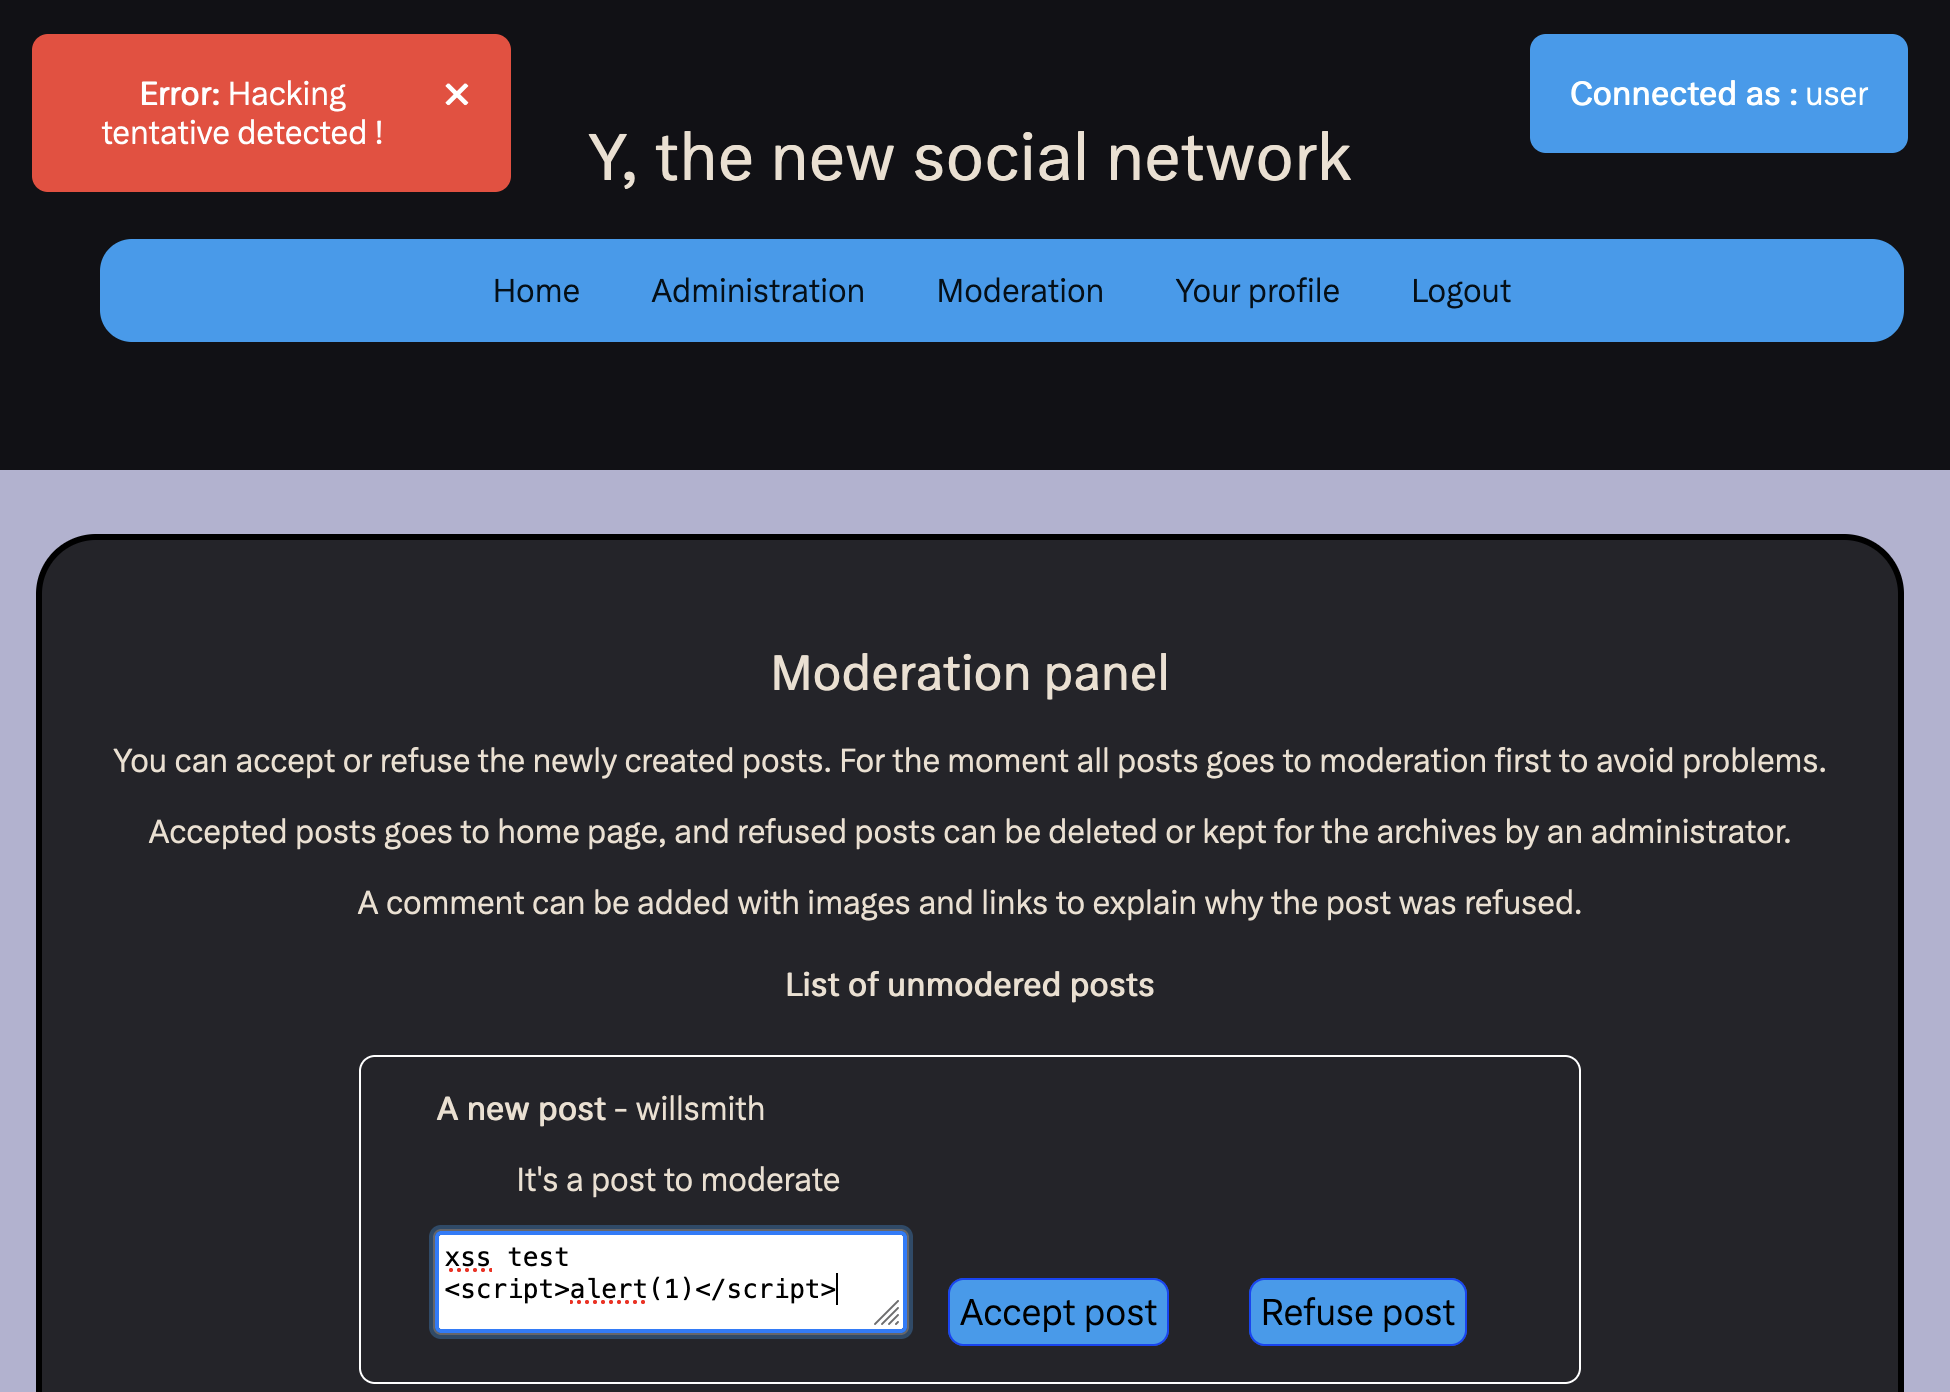 Error: Hacking
tentative detected !
Connected as : user
Y, the new social network
Home Administration Moderation Your profile Logout
Moderation panel
You can accept or refuse the newly created posts. For the moment all posts goes to moderation first to avoid problems.
Accepted posts goes to home page, and refused posts can be deleted or kept for the archives by an administrator.
A comment can be added with images and links to explain why the post was refused.
List of unmodered posts
A new post - willsmith
It's a post to moderate
xss test
<script>alert(1)</script>
Accept post Refuse post